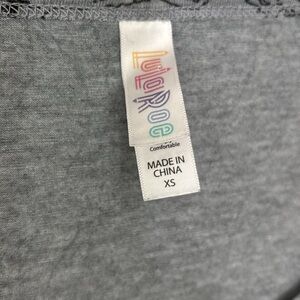 LuLaRoe
Comfortable
MADE IN
CHINA
XS